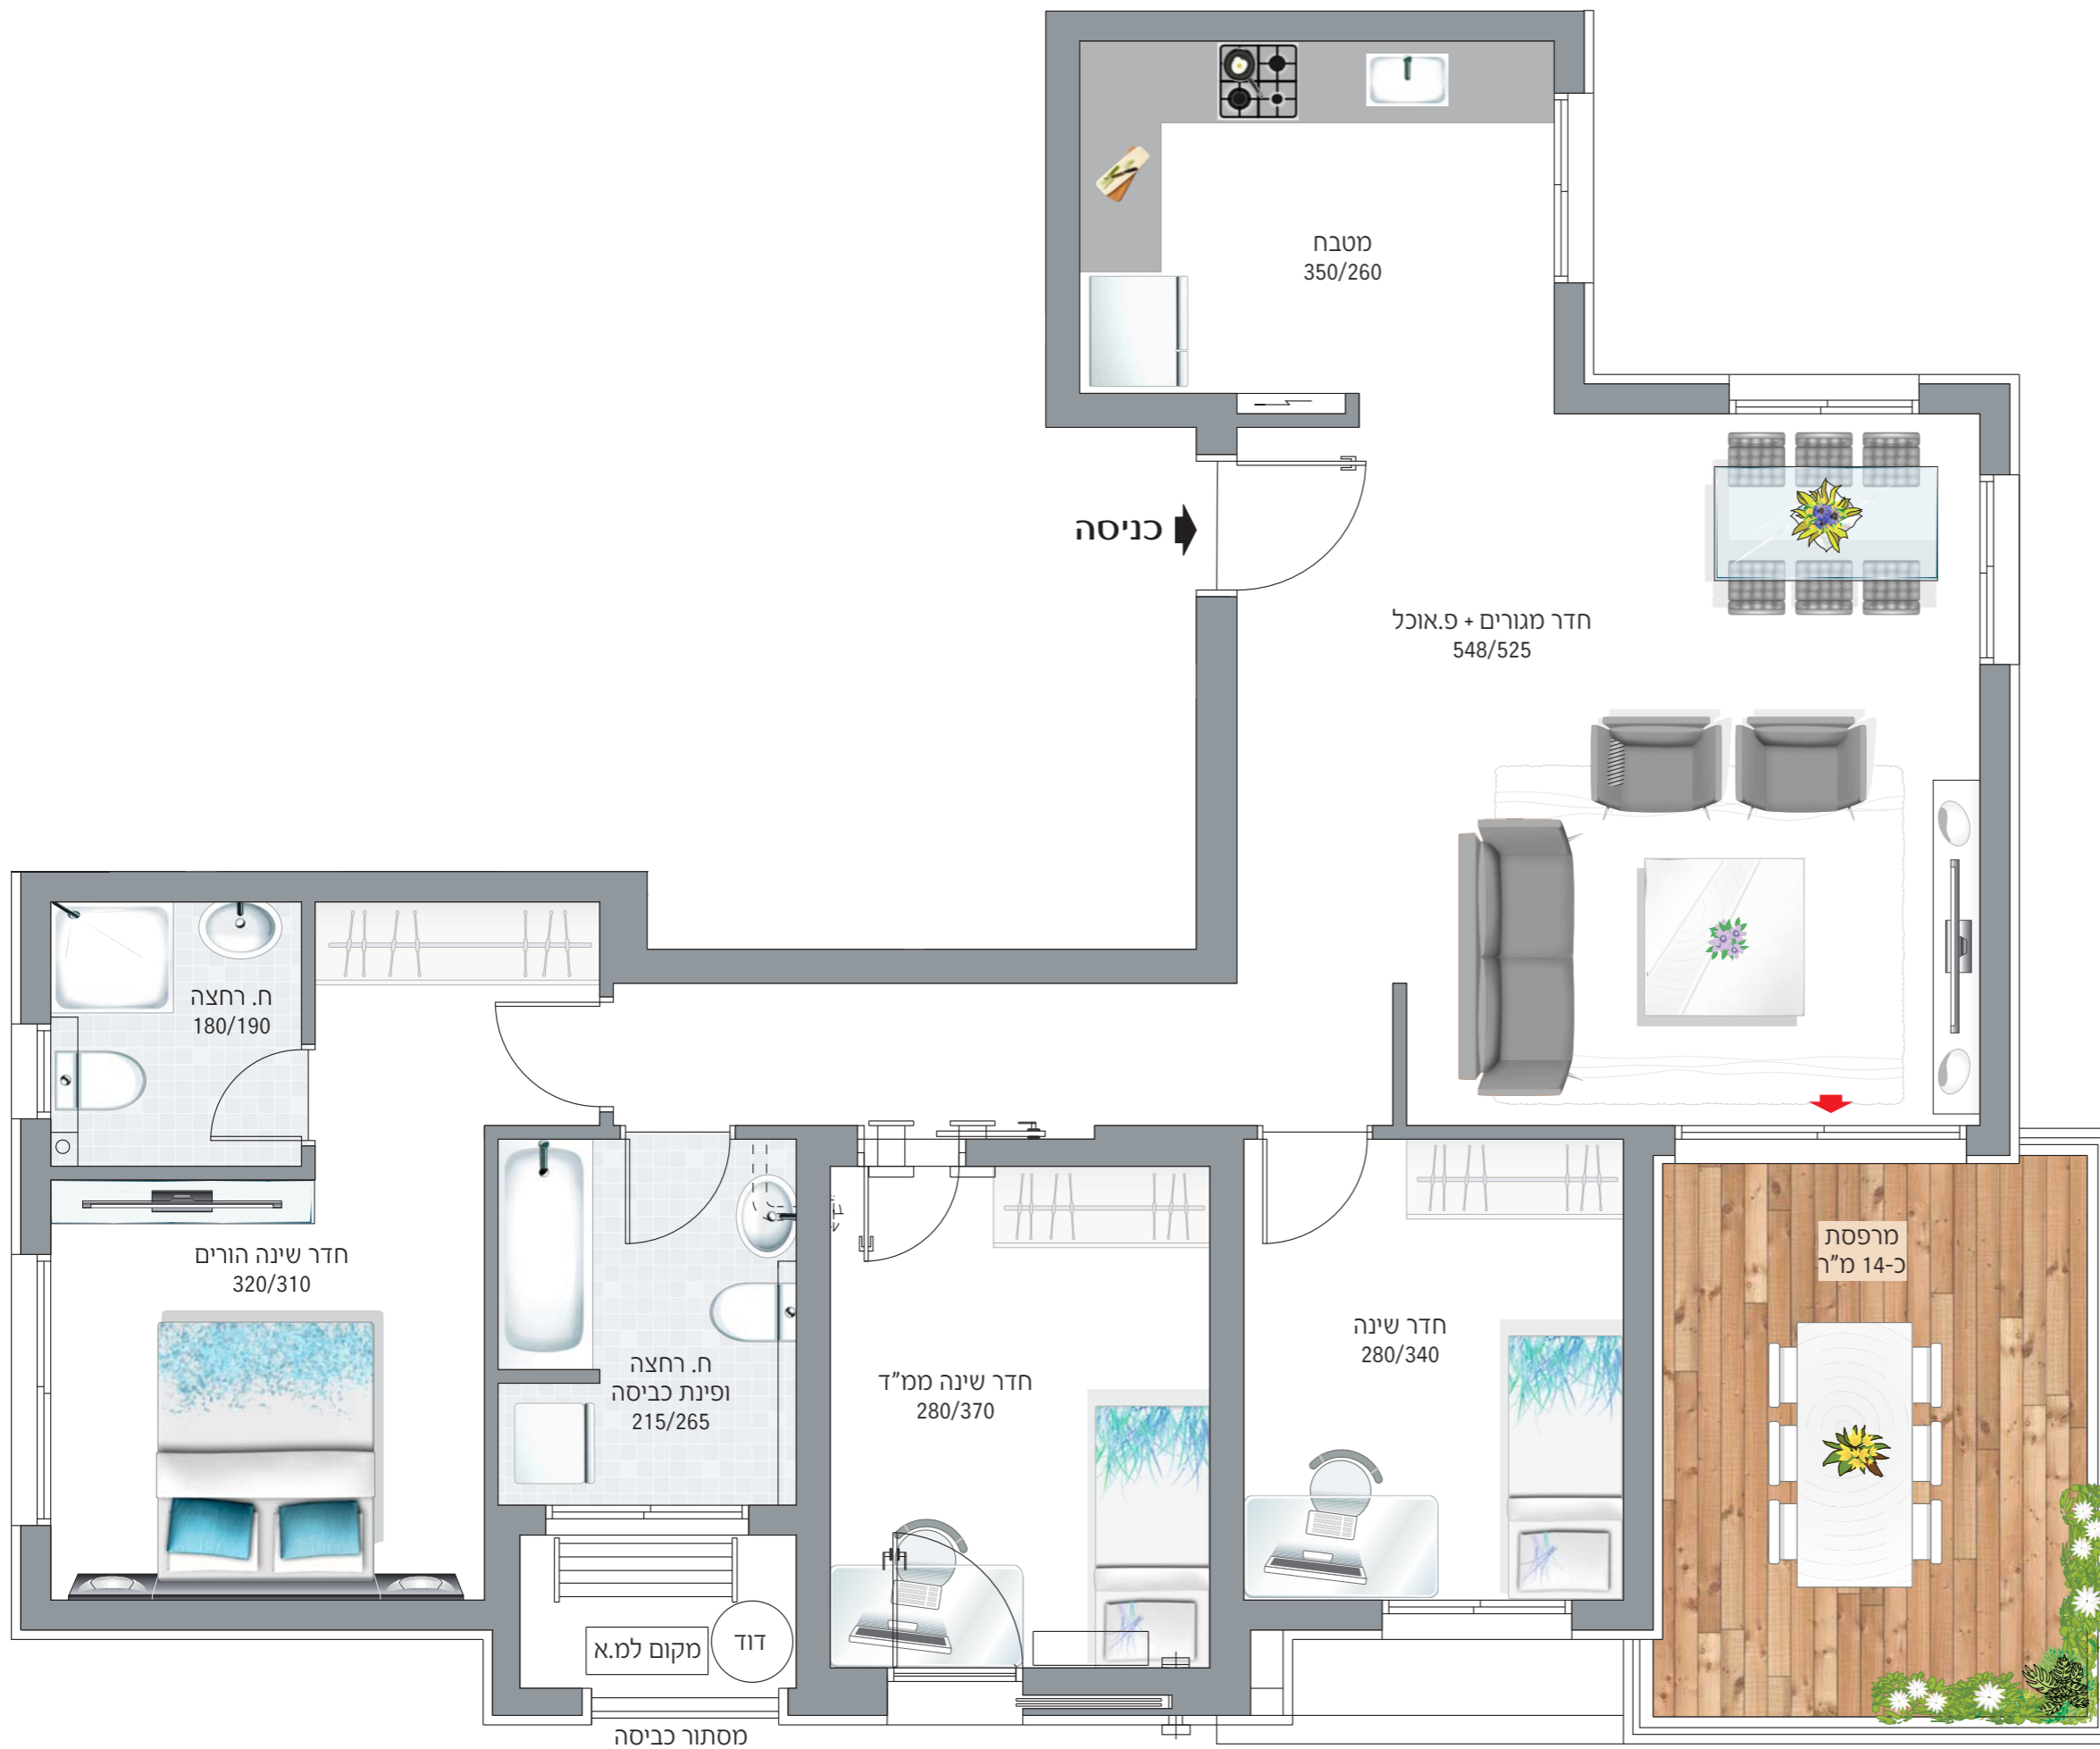 מטבח
350/260
כניסה
חדר מגורים + פ.אוכל
548/525
ח. רחצה
180/190
חדר שינה הורים
320/310
ח. רחצה
ופינת כביסה
215/265
חדר שינה ממ"ד
280/370
חדר שינה
280/340
מרפסת
כ-14 מ"ר
מקום למ.א
דוד
מסתור כביסה